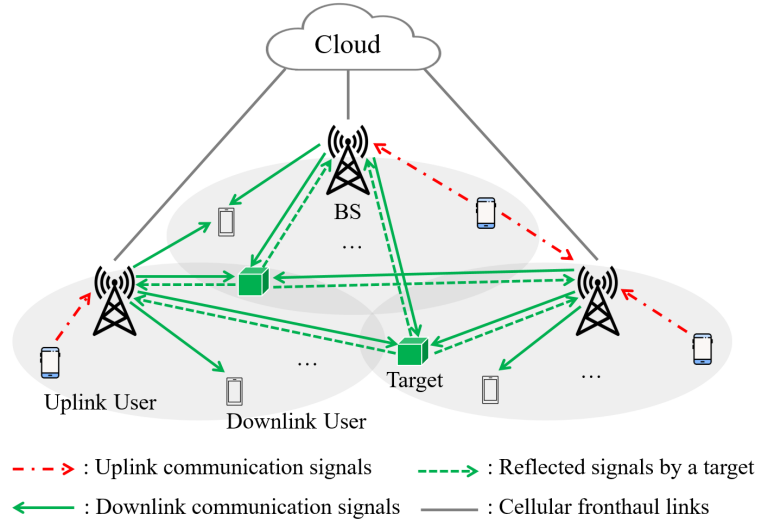 Cloud
BS
...
...
...
Target
Uplink User
Downlink User
: Uplink communication signals
: Reflected signals by a target
: Downlink communication signals
: Cellular fronthaul links